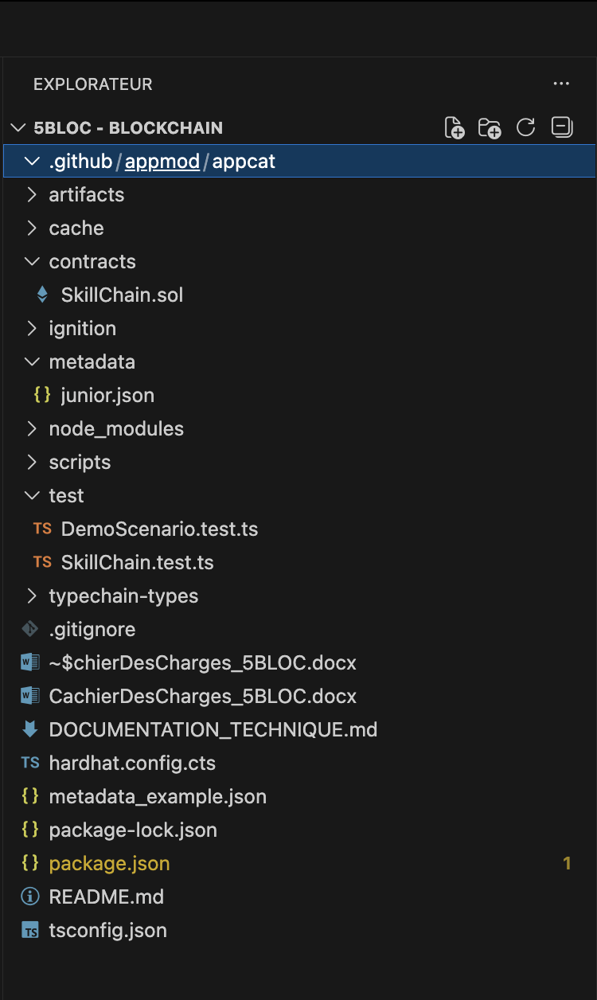 EXPLORATEUR
5BLOC - BLOCKCHAIN
.github/appmod/appcat
artifacts
cache
contracts
SkillChain.sol
ignition
metadata
{} junior.json
node_modules
scripts
test
TS DemoScenario.test.ts
TS SkillChain.test.ts
typechain-types
.gitignore
W ~$chierDesCharges_5BLOC.docx
W CachierDesCharges_5BLOC.docx
DOCUMENTATION_TECHNIQUE.md
TS hardhat.config.cts
{} metadata_example.json
{} package-lock.json
{} package.json 1
README.md
TS tsconfig.json